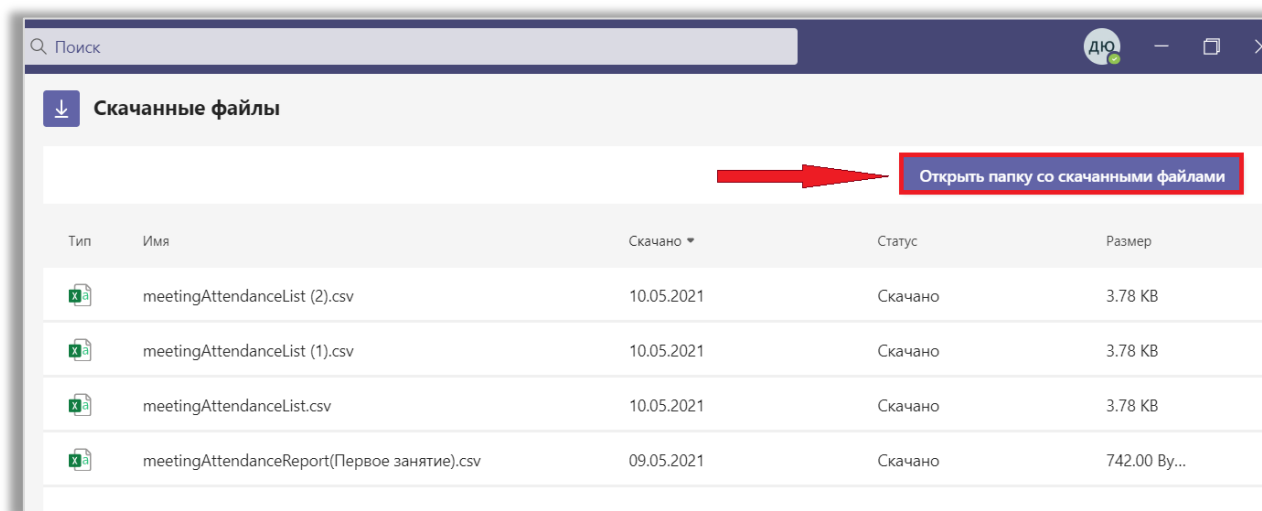 Поиск
ДЮ
Скачанные файлы
Открыть папку со скачанными файлами
Тип Имя Скачано Статус Размер
meetingAttendanceList (2).csv 10.05.2021 Скачано 3.78 KB
meetingAttendanceList (1).csv 10.05.2021 Скачано 3.78 KB
meetingAttendanceList.csv 10.05.2021 Скачано 3.78 KB
meetingAttendanceReport(Первое занятие).csv 09.05.2021 Скачано 742.00 By...